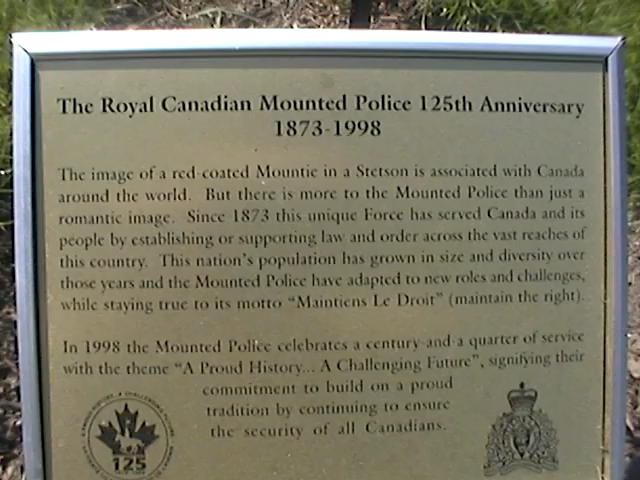 The Royal Canadian Mounted Police 125th Anniversary
1873-1998
The image of a red-coated Mountie in a Stetson is associated with Canada
around the world. But there is more to the Mounted Police than just a
romantic image. Since 1873 this unique Force has served Canada and its
people by establishing or supporting law and order across the vast reaches of
this country. This nation's population has grown in size and diversity over
those years and the Mounted Police have adapted to new roles and challenges,
while staying true to its motto "Maintiens Le Droit" (maintain the right).
In 1998 the Mounted Police celebrates a century-and-a quarter of service
with the theme "A Proud History... A Challenging Future", signifying their
commitment to build on a proud
tradition by continuing to ensure
the security of all Canadians.
125